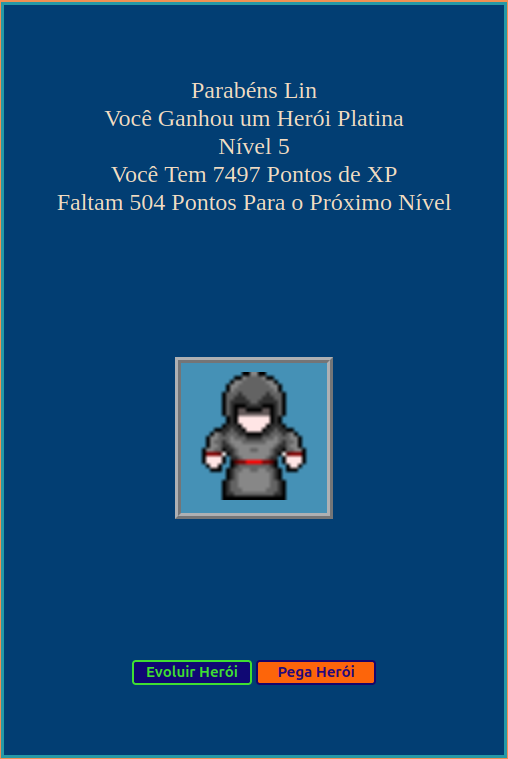 Parabéns Lin
Você Ganhou um Herói Platina
Nível 5
Você Tem 7497 Pontos de XP
Faltam 504 Pontos Para o Próximo Nível
Evoluir Herói Pega Herói